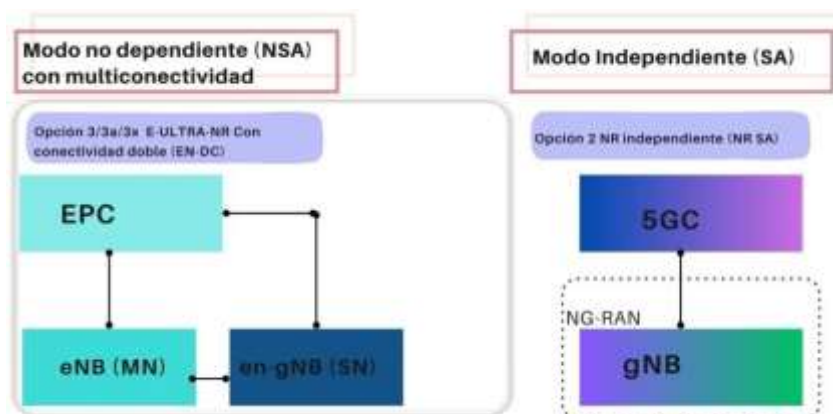 Modo no dependiente (NSA)
con multiconectividad
Opción 3/3a/3x E-ULTRA-NR Con
conectividad doble (EN-DC)
EPC
eNB (MN)
en-gNB (SN)
Modo Independiente (SA)
Opción 2 NR independiente (NR SA)
5GC
NG-RAN
gNB